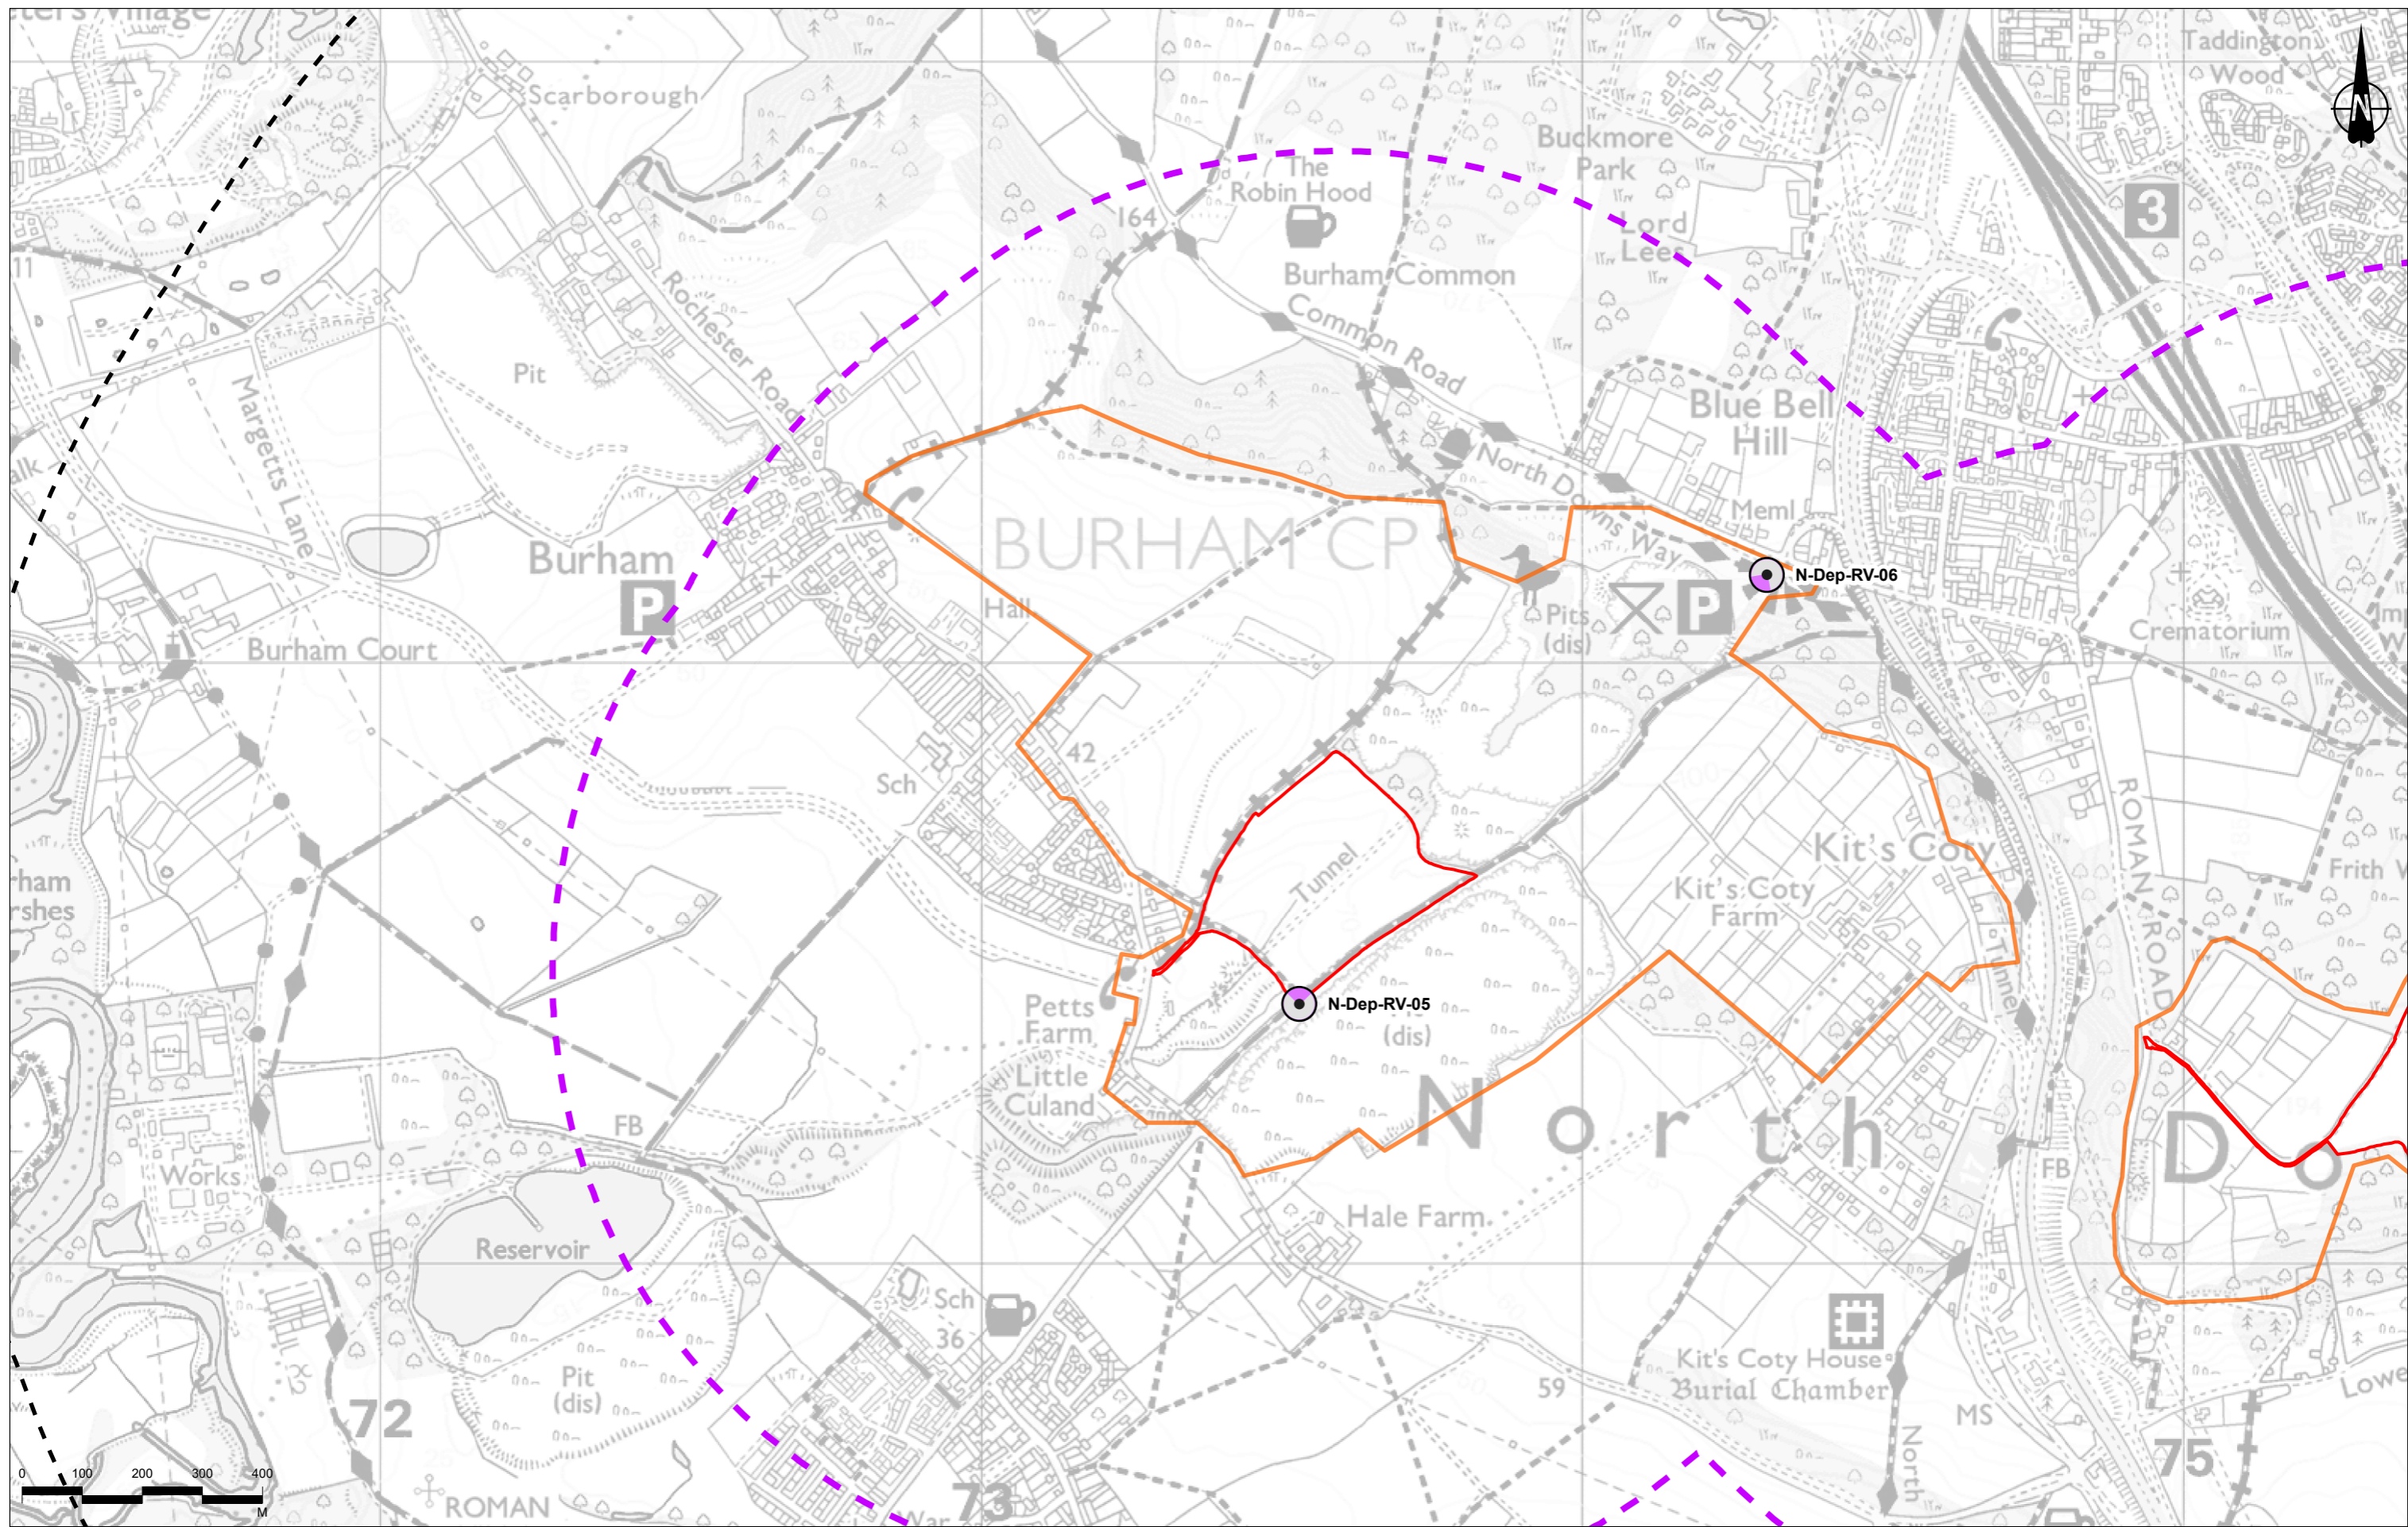 Scarborough
Taddington
Wood
Buckmore
Park
N
The
Robin Hood
3
164
Lord
Lees
11
Burham Common
Rochester Road
Common Road
Pit
Margetts Lane
Blue Bell
Hill
North Downs Way
Meml
BURHAM CP
Burham
P
N-Dep-RV-06
Hall
Pits
(dis)
P
Burham Court
Crematorium
42
Sch
ROMAN ROAD
Tunnel
Kit's Coty
Frith
Kit's Coty
Farm
Tunnel
N-Dep-RV-05
Petts
Farm
(dis)
Little
Culand
North
Do
FB
FB
Works
Hale Farm
Reservoir
Sch
36
Kit's Coty House
Burial Chamber
59
Pit
(dis)
72
MS
North
75
0 100 200 300 400
M
ROMAN
73